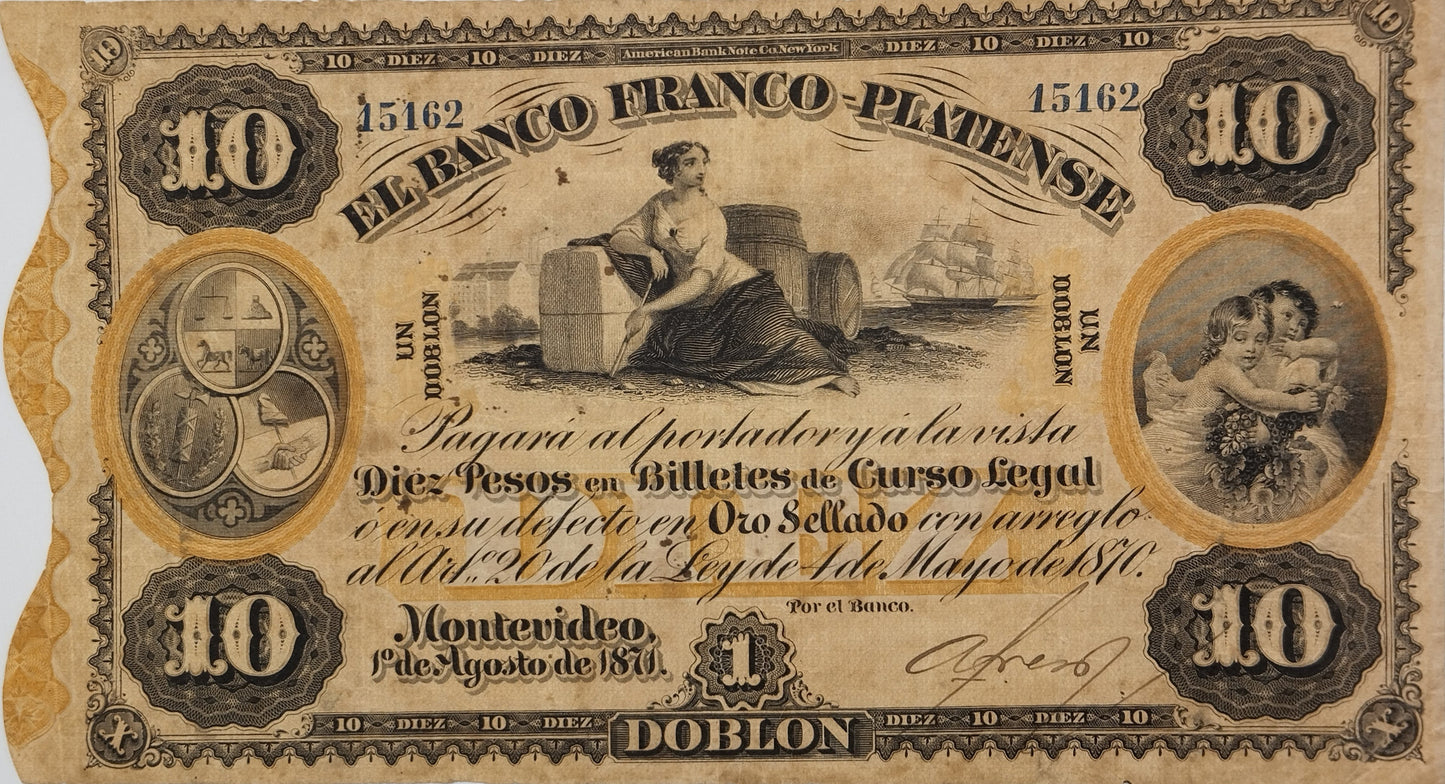 10 10
10 DIEZ 10 DIEZ American Bank Note Co. New York DIEZ 10 DIEZ 10
10 15162 15162 10
EL BANCO FRANCO-PLATENSE
UN DOBLON
UN DOBLON
Pagará al portador y á la vista
Diez Pesos en Billetes de Curso Legal
ó en su defecto en Oro Sellado con arreglo
al Art.º 20 de la Ley de 4 de Mayo de 1870.
DIEZ
Por el Banco.
10 10
Montevideo,
1º de Agosto de 1871.
1
X X
10 DIEZ 10 DIEZ DOBLON DIEZ 10 DIEZ 10